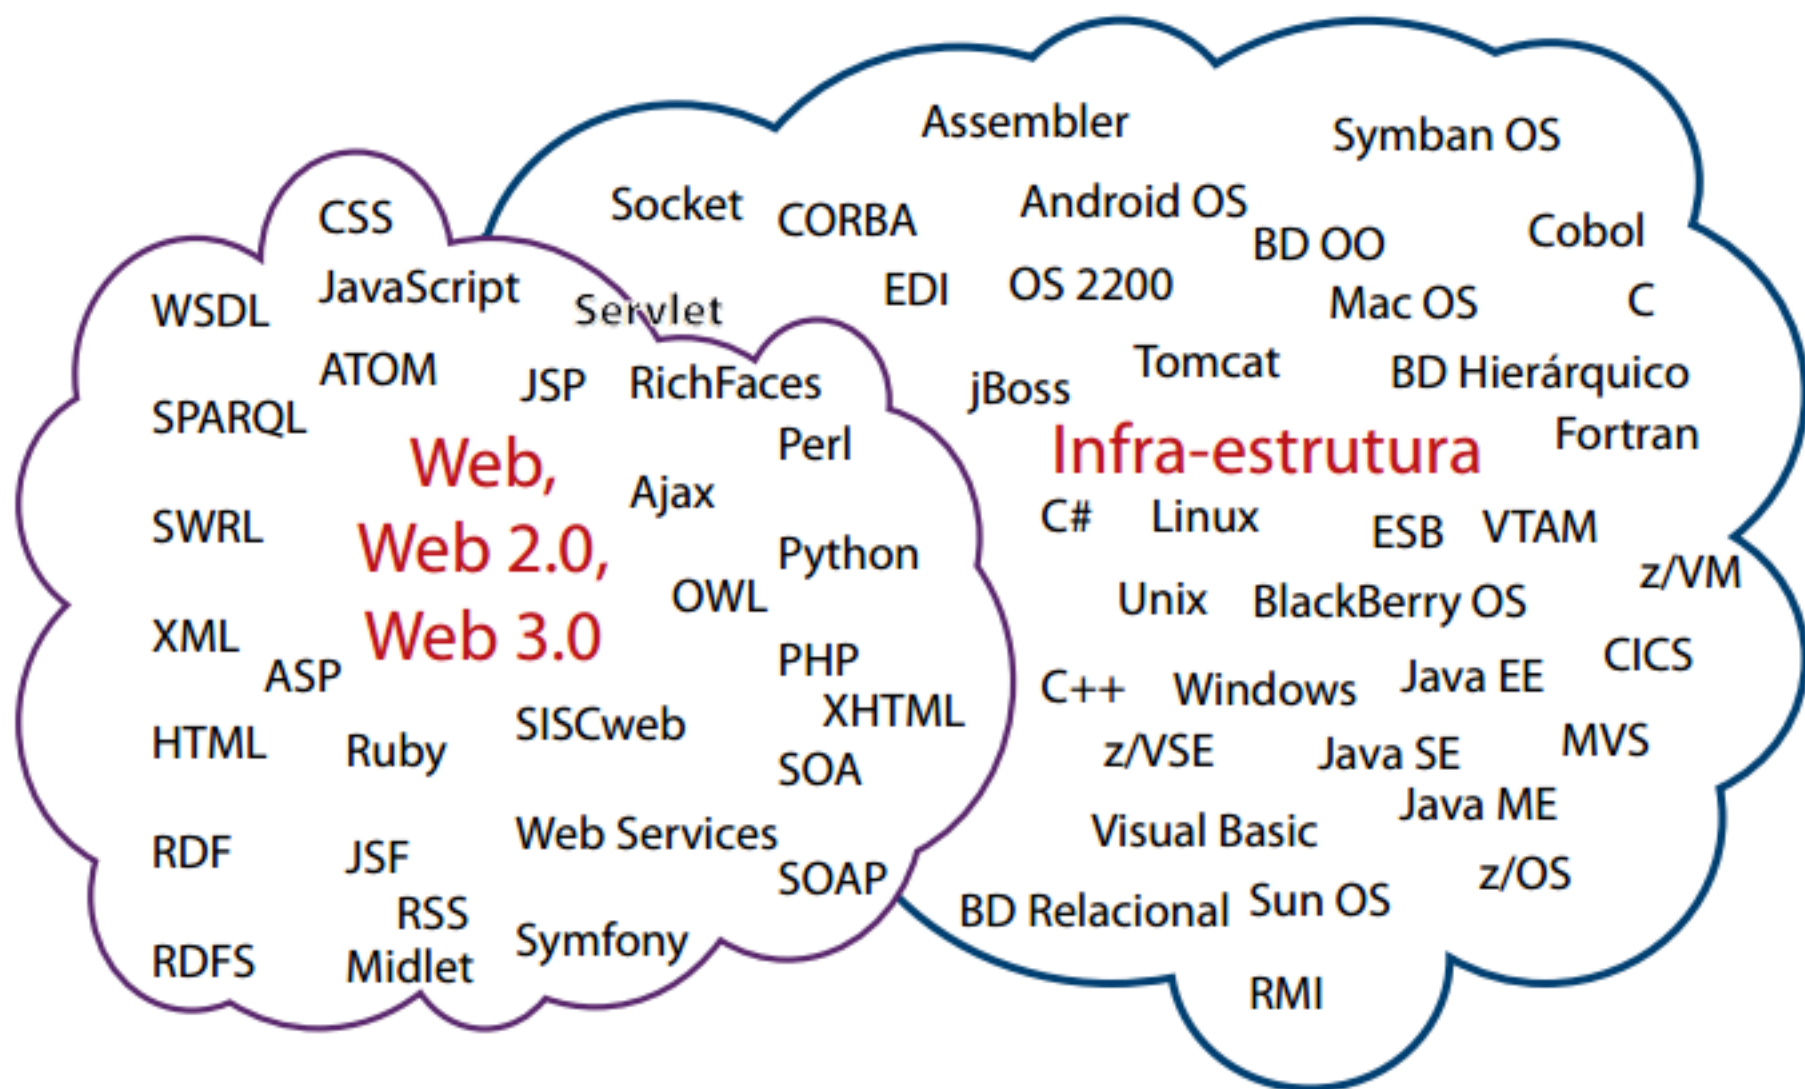 CSS
JavaScript
WSDL
Servlet
ATOM
JSP
RichFaces
SPARQL
Perl
Web,
Web 2.0,
Web 3.0
Ajax
SWRL
Python
OWL
XML
ASP
PHP
XHTML
HTML
Ruby
SISCweb
SOA
RDF
JSF
Web Services
SOAP
RSS
Symfony
RDFS
Midlet
Assembler
Symban OS
Socket
CORBA
Android OS
BD OO
Cobol
EDI
OS 2200
Mac OS
C
jBoss
Tomcat
BD Hierárquico
Infra-estrutura
Fortran
C#
Linux
ESB
VTAM
z/VM
Unix
BlackBerry OS
C++
Windows
Java EE
CICS
z/VSE
Java SE
MVS
Java ME
Visual Basic
z/OS
BD Relacional
Sun OS
RMI